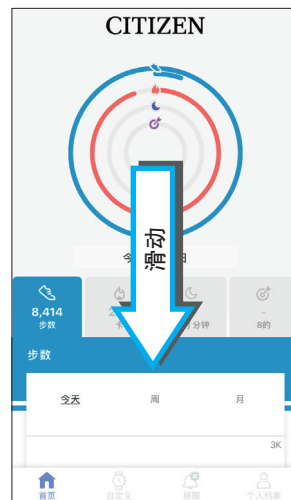 CITIZEN
滑动
8,414
步数
分钟
–
8的
步数
今天 周 月
3K
首页 自定义 提醒 个人档案